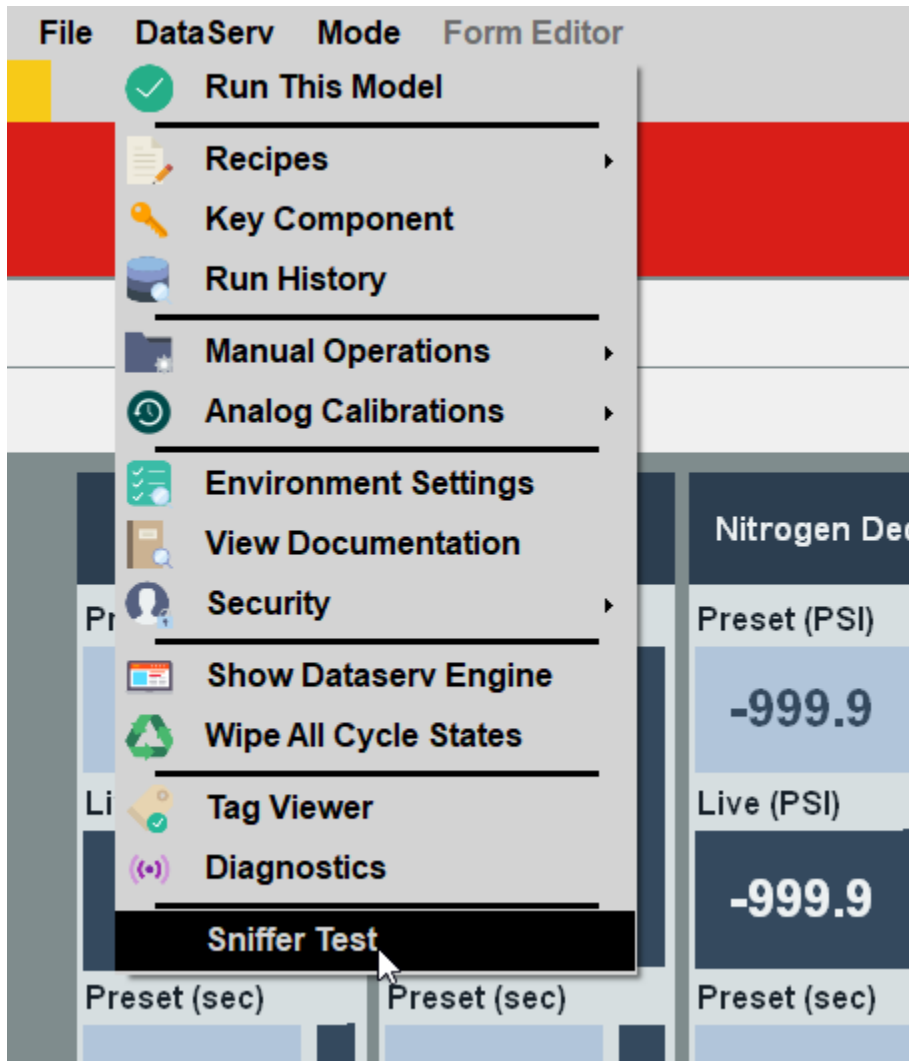 File DataServ Mode Form Editor
Run This Model
Recipes
Key Component
Run History
Manual Operations
Analog Calibrations
Environment Settings
View Documentation
Security
Show Dataserv Engine
Wipe All Cycle States
Tag Viewer
Diagnostics
Sniffer Test
Nitrogen
Preset (PSI)
-999.9
Live (PSI)
-999.9
Preset (sec) Preset (sec) Preset (sec)